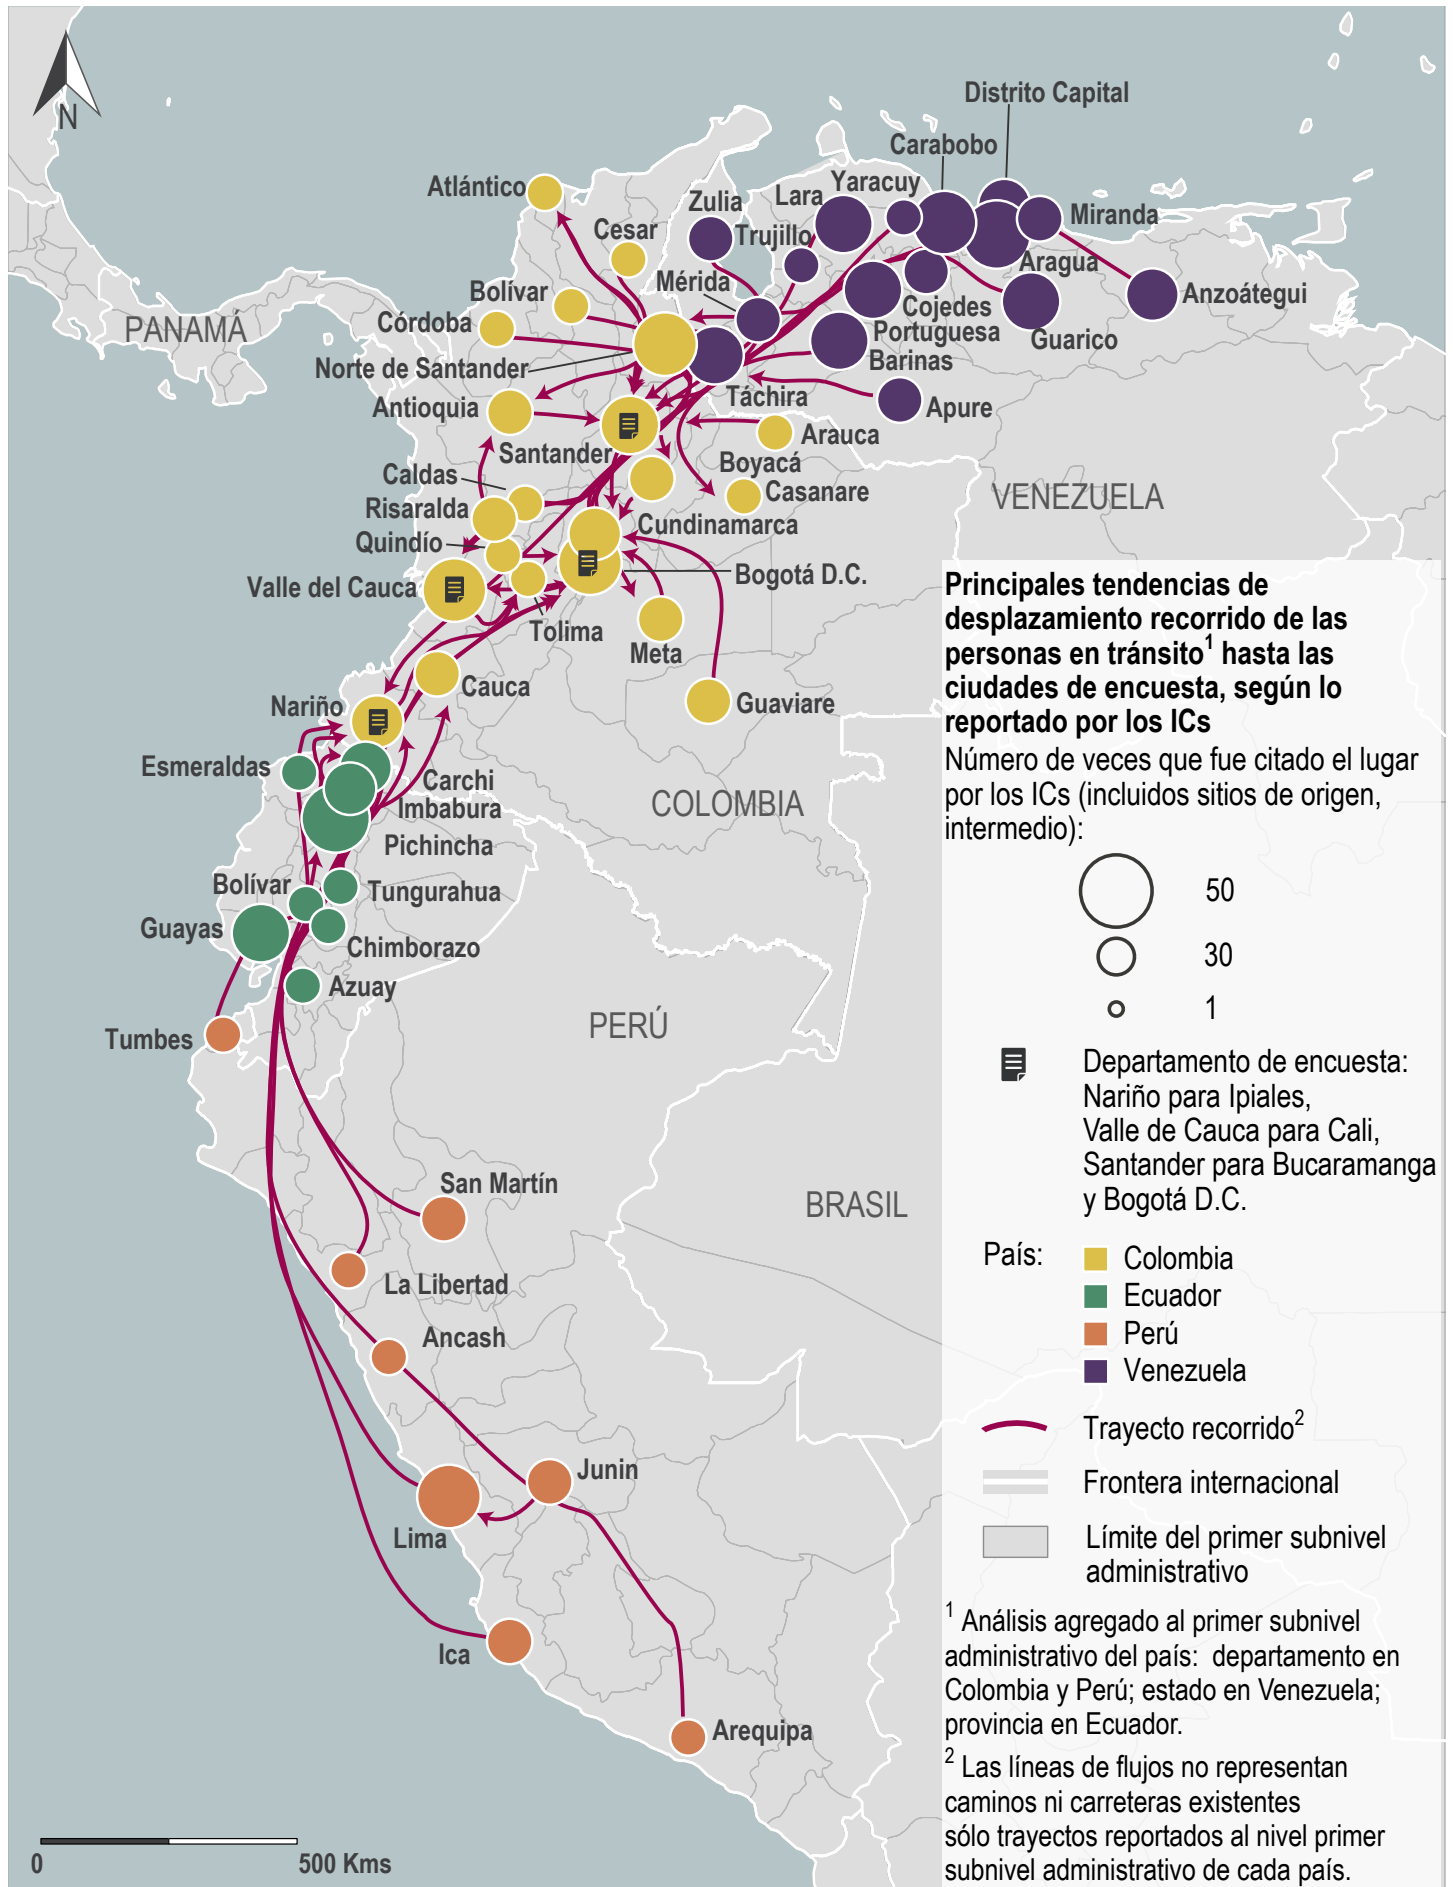 N
Distrito Capital
Carabobo
Atlántico
Zulia
Lara
Yaracuy
Miranda
Cesar
Trujillo
Aragua
Mérida
Bolívar
Cojedes
Anzoátegui
Córdoba
PANAMÁ
Portuguesa
Guarico
Norte de Santander
Barinas
Táchira
Apure
Antioquia
Arauca
Santander
Boyacá
Caldas
Casanare
VENEZUELA
Risaralda
Cundinamarca
Quindío
Bogotá D.C.
Valle del Cauca
Tolima
Meta
Cauca
Guaviare
Nariño
Esmeraldas
Carchi
Imbabura
COLOMBIA
Pichincha
Bolívar
Tungurahua
Guayas
Chimborazo
Azuay
Tumbes
PERÚ
San Martín
BRASIL
La Libertad
Ancash
Junin
Lima
Ica
Arequipa
0
500 Kms
Principales tendencias de
desplazamiento recorrido de las
personas en tránsito1 hasta las
ciudades de encuesta, según lo
reportado por los ICs
Número de veces que fue citado el lugar
por los ICs (incluidos sitios de origen,
intermedio):
50
30
1
Departamento de encuesta:
Nariño para Ipiales,
Valle de Cauca para Cali,
Santander para Bucaramanga
y Bogotá D.C.
País:
Colombia
Ecuador
Perú
Venezuela
Trayecto recorrido2
Frontera internacional
Límite del primer subnivel
administrativo
1 Análisis agregado al primer subnivel
administrativo del país: departamento en
Colombia y Perú; estado en Venezuela;
provincia en Ecuador.
2 Las líneas de flujos no representan
caminos ni carreteras existentes
sólo trayectos reportados al nivel primer
subnivel administrativo de cada país.